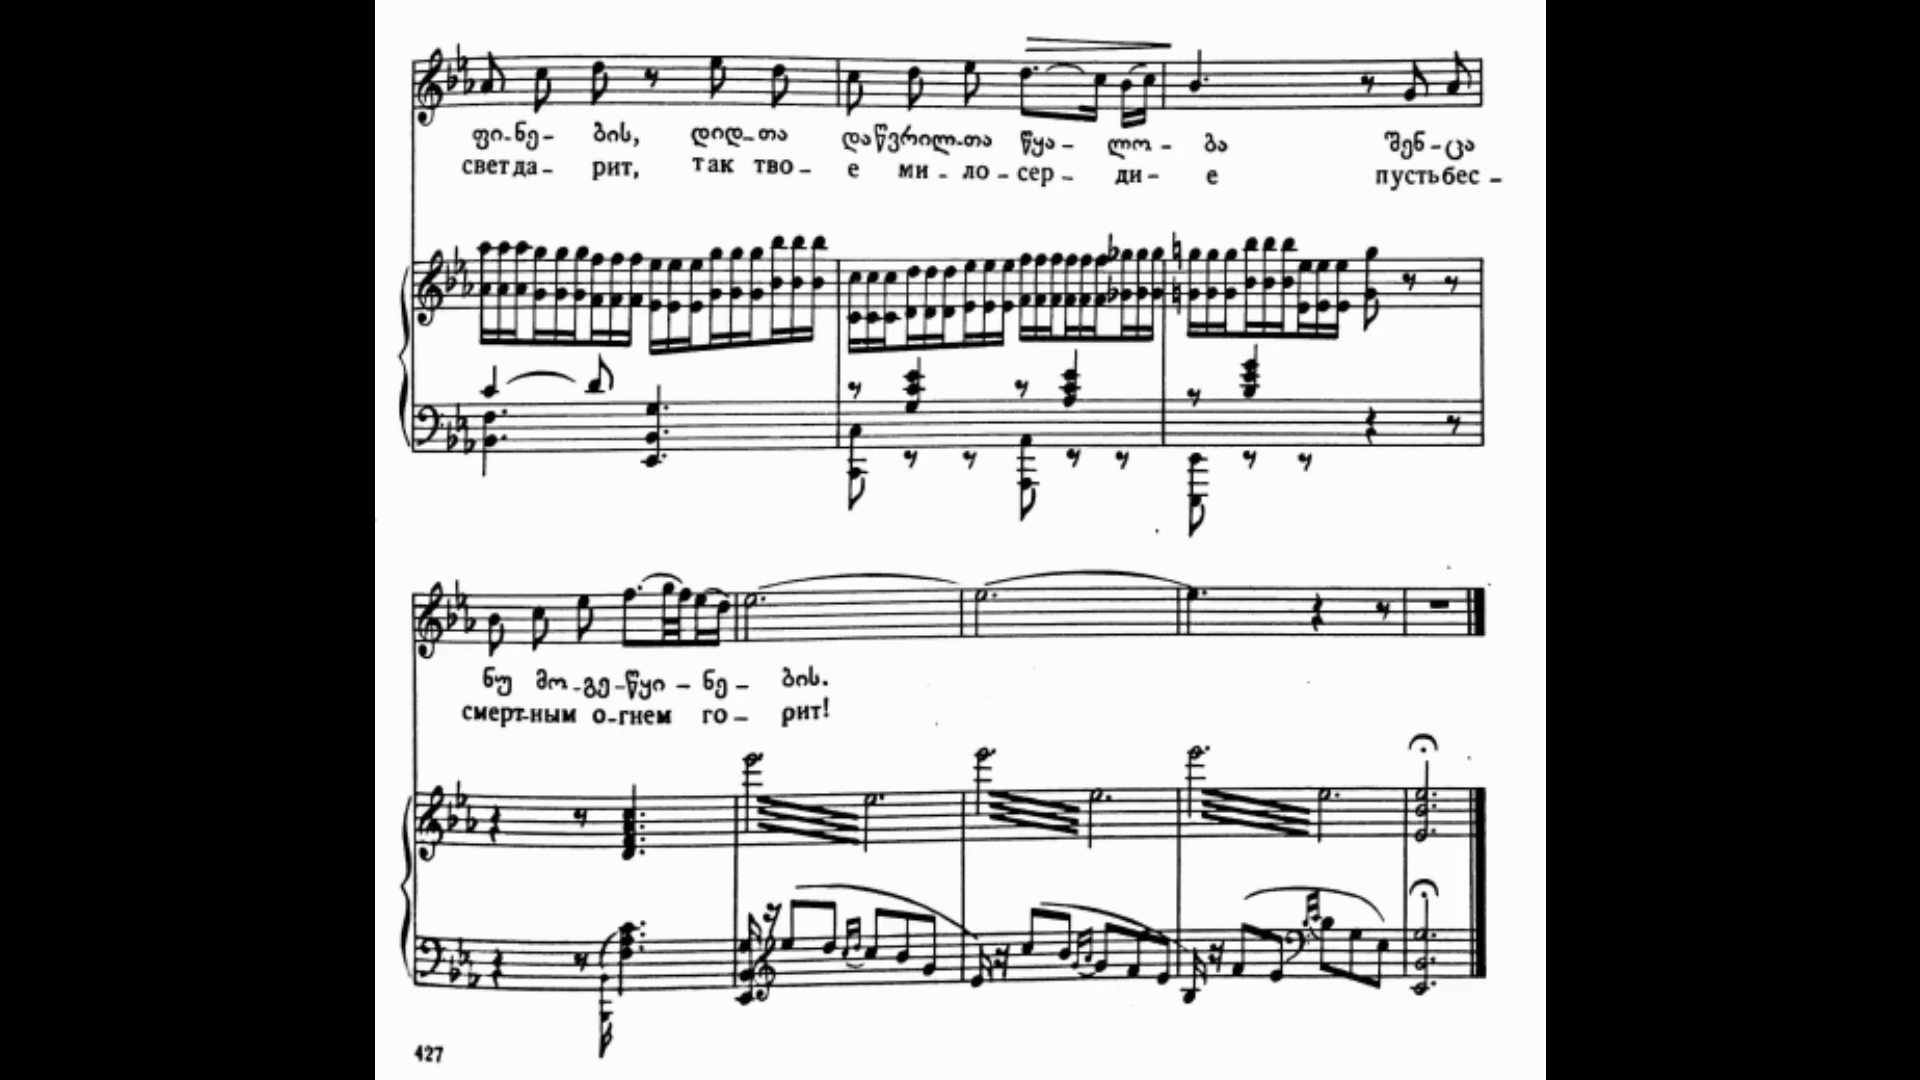 ფი-ნე- ბის, დიდ-თა დაწვრილ-თა წყა- ლო- ბა შენ-ცა
свет да- рит, так тво- е ми-ло-сер- ди- е пусть бес-
ნუ მო-გე-წყი-ნე- ბის.
смерт-ным о-гнем го- рит!
427